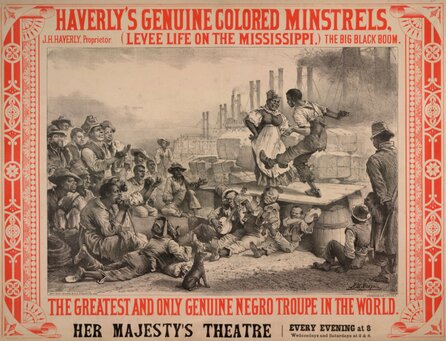 HAVERLY'S GENUINE COLORED MINSTRELS,
J.H. HAVERLY, Proprietor. (LEVEE LIFE ON THE MISSISSIPPI.) THE BIG BLACK BOOM.
THE GREATEST AND ONLY GENUINE NEGRO TROUPE IN THE WORLD.
HER MAJESTY'S THEATRE
EVERY EVENING at 8
Wednesdays and Saturdays at 2 & 8.